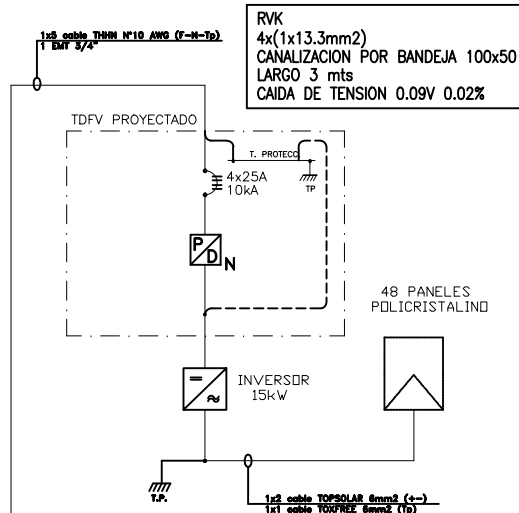 RVK
4x(1x13.3mm2)
CANALIZACION POR BANDEJA 100x50
LARGO 3 mts
CAIDA DE TENSION 0.09V 0.02%
1x5 cable THHN Nº10 AWG (F-N-Tp)
1 EMT 3/4"
TDFV PROYECTADO
T. PROTECC
TP
4x25A
10kA
P
D
N
48 PANELES
POLICRISTALINO
INVERSOR
15kW
T.P.
1x2 cable TOPSOLAR 6mm2 (+-)
1x1 cable TOXFREE 6mm2 (Tp)